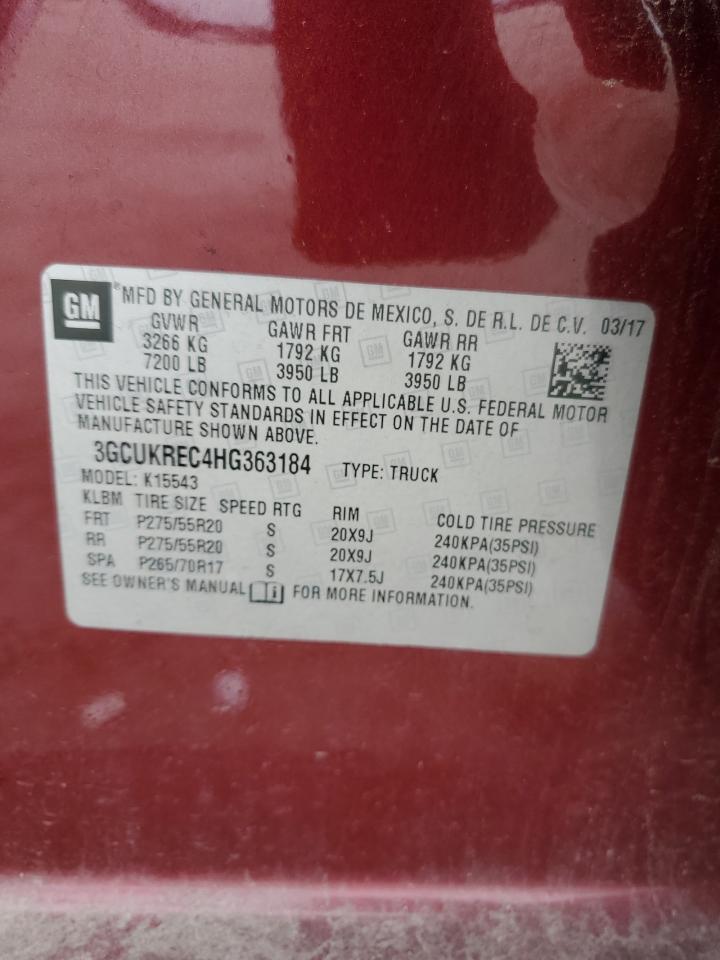 GM
®MFD BY GENERAL MOTORS DE MEXICO, S. DE R.L. DE C.V. 03/17
GVWR GAWR FRT GAWR RR
3266 KG 1792 KG 1792 KG
7200 LB 3950 LB 3950 LB
THIS VEHICLE CONFORMS TO ALL APPLICABLE U.S. FEDERAL MOTOR
VEHICLE SAFETY STANDARDS IN EFFECT ON THE DATE OF
MANUFACTURE SHOWN ABOVE.
3GCUKREC4HG363184 TYPE: TRUCK
MODEL: K15543
KLBM TIRE SIZE SPEED RTG RIM COLD TIRE PRESSURE
FRT P275/55R20 S 20X9J 240KPA(35PSI)
RR P275/55R20 S 20X9J 240KPA(35PSI)
SPA P265/70R17 S 17X7.5J 240KPA(35PSI)
SEE OWNER'S MANUAL FOR MORE INFORMATION.